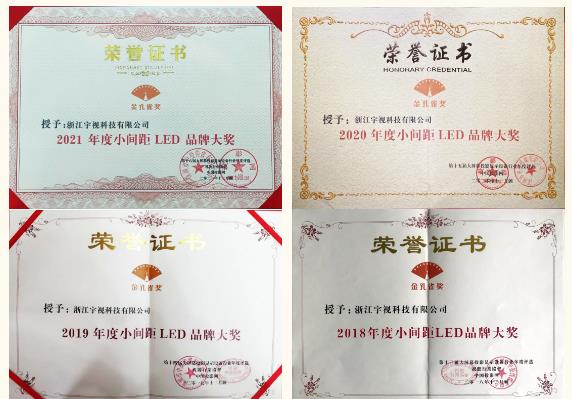 荣誉证书
HONORARY CREDENTIAL
金孔雀奖
授予：浙江宇视科技有限公司
2021 年度小间距 LED 品牌大奖
荣誉证书
HONORARY CREDENTIAL
金孔雀奖
授予：浙江宇视科技有限公司
2020 年度小间距 LED 品牌大奖
荣誉证书
金孔雀奖
授予：浙江宇视科技有限公司
2019 年度小间距 LED 品牌大奖
荣誉证书
金孔雀奖
授予：浙江宇视科技有限公司
2018年度小间距LED品牌大奖